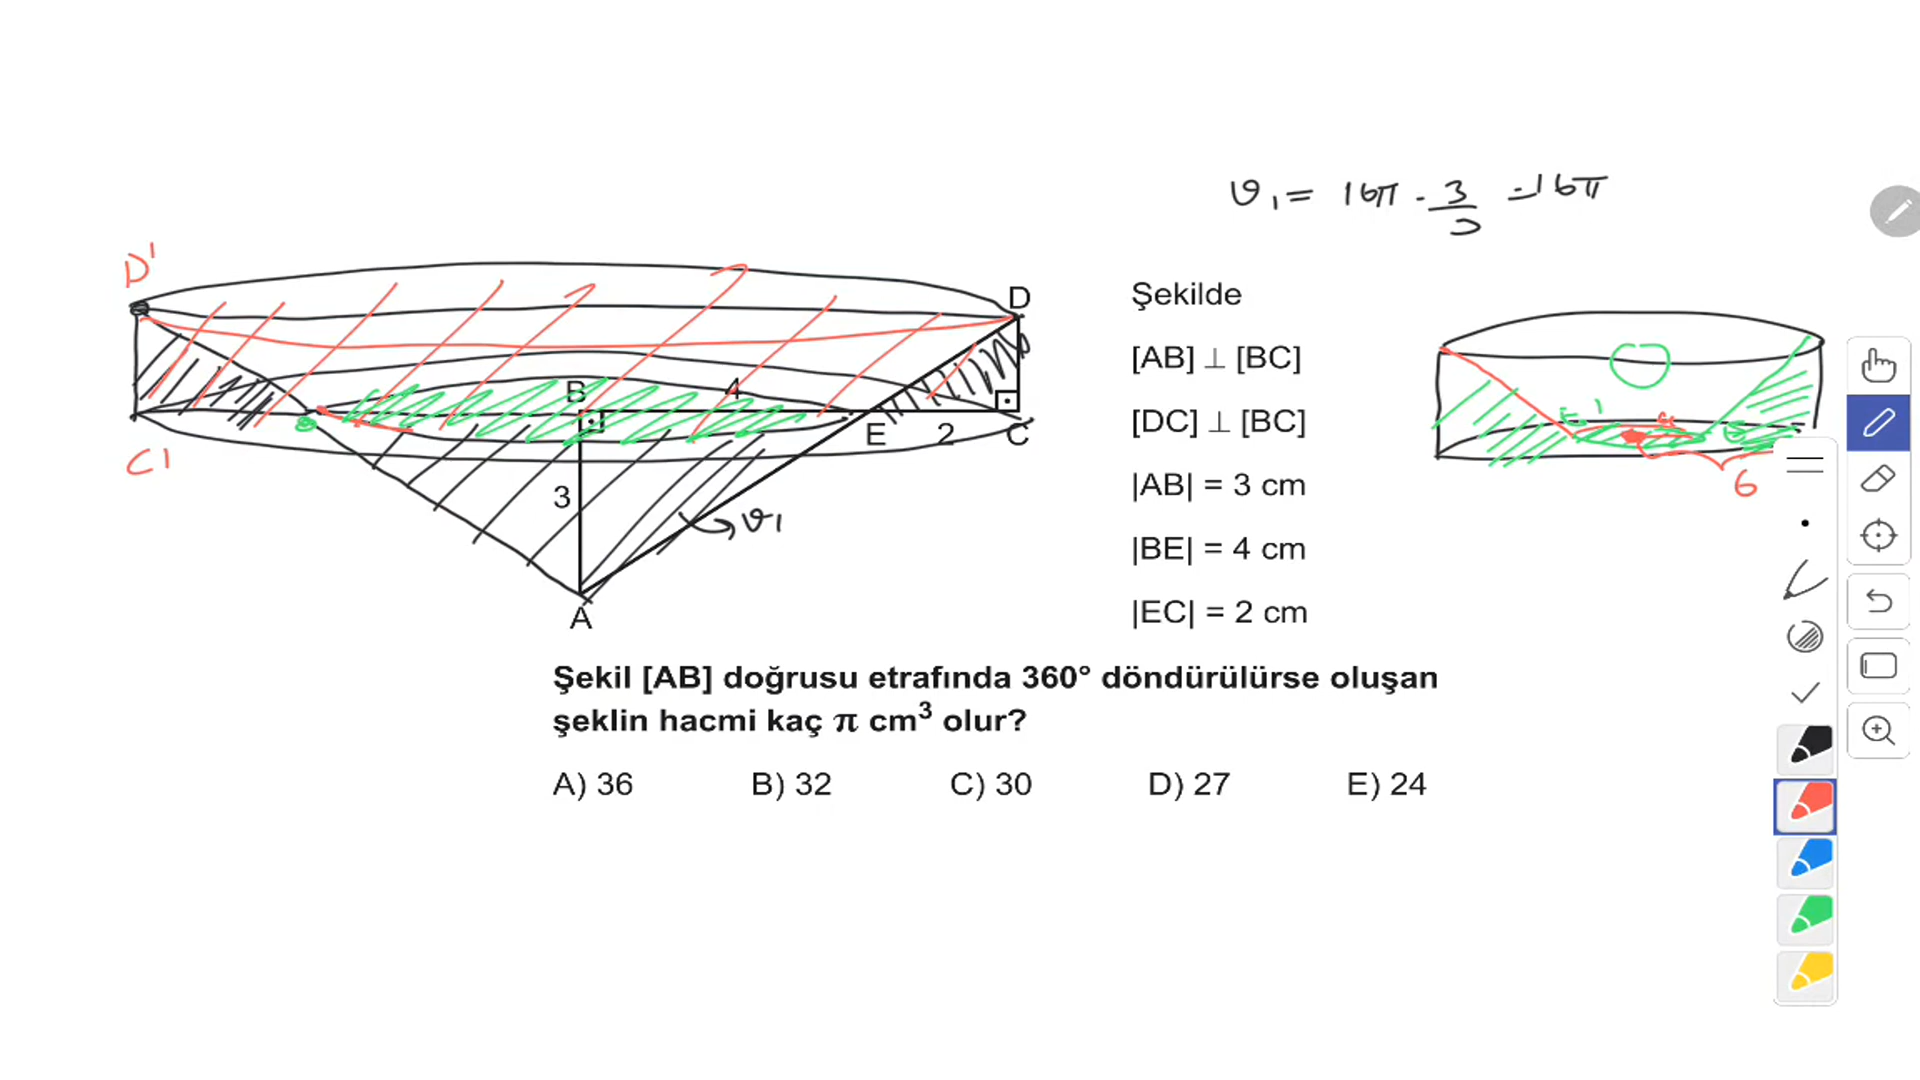 ϑ₁ = 16π · 3/3 = 16π
D'
D
Şekilde
B
4
[AB] ⊥ [BC]
E
2
C
[DC] ⊥ [BC]
C'
3
|AB| = 3 cm
ϑ₁
|BE| = 4 cm
A
|EC| = 2 cm
E'
4
E
6
Şekil [AB] doğrusu etrafında 360° döndürülürse oluşan
şeklin hacmi kaç π cm³ olur?
A) 36 B) 32 C) 30 D) 27 E) 24